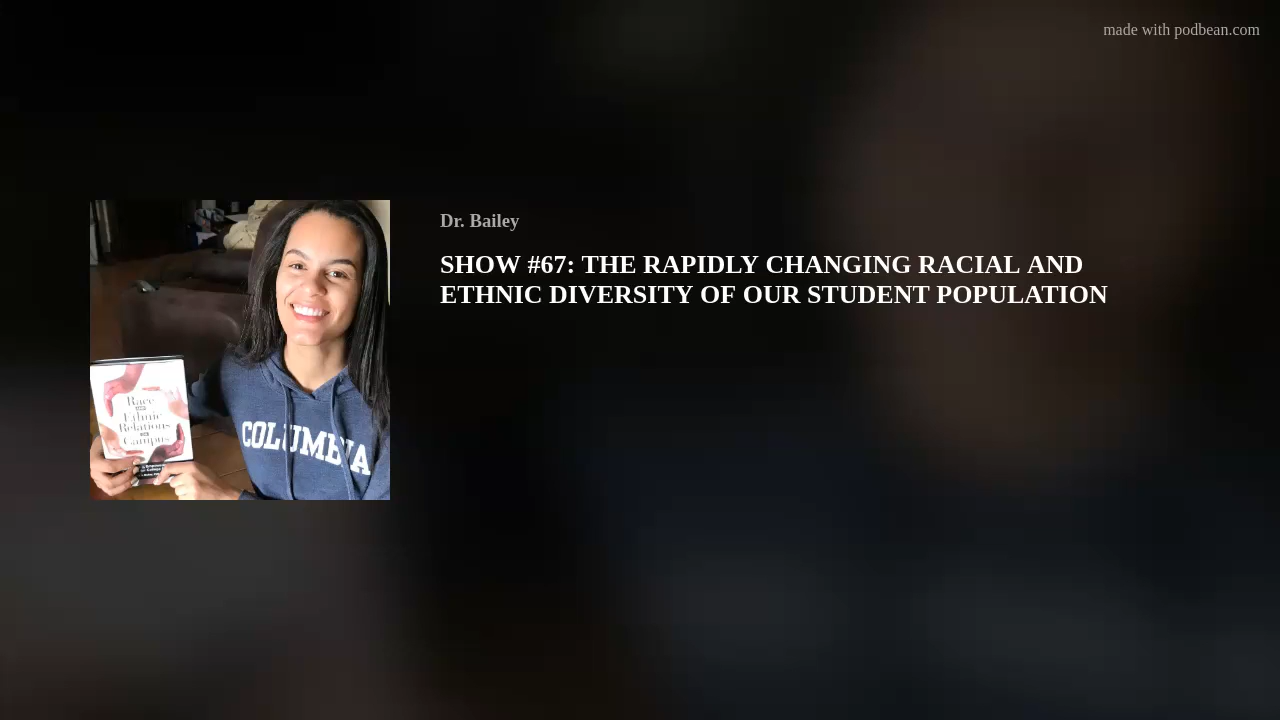 made with podbean.com
Dr. Bailey
SHOW #67: THE RAPIDLY CHANGING RACIAL AND
ETHNIC DIVERSITY OF OUR STUDENT POPULATION
Race
Ethnic
Relations
Campus
COLUMBIA